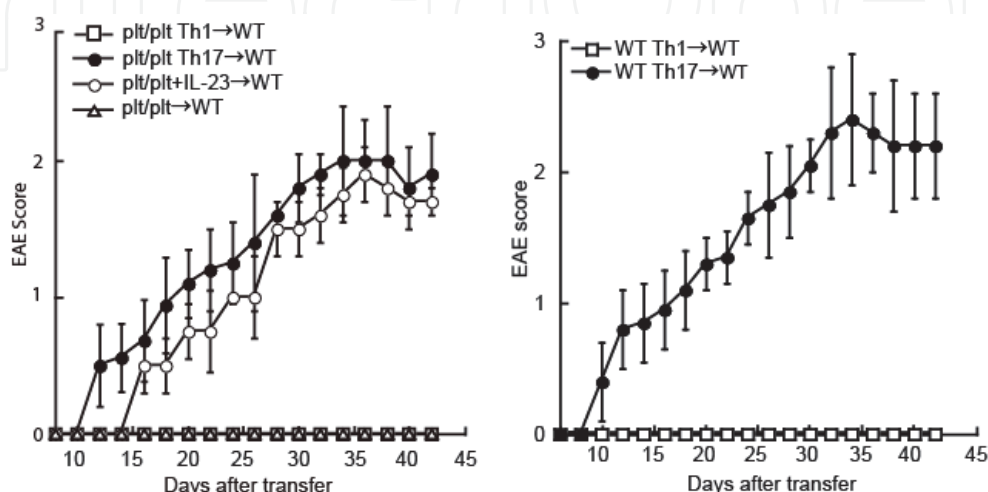 3
plt/plt Th1→WT
plt/plt Th17→WT
plt/plt+IL-23→WT
plt/plt→WT
2
1
0
EAE Score
10 15 20 25 30 35 40 45
Days after transfer
3
WT Th1→WT
WT Th17→WT
2
1
0
EAE score
10 15 20 25 30 35 40 45
Days after transfer